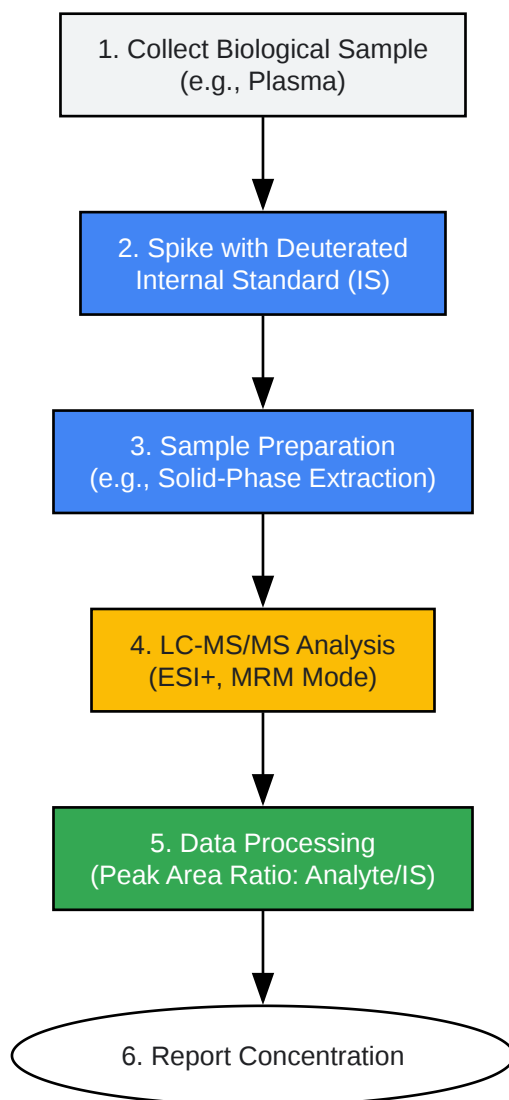 1. Collect Biological Sample
(e.g., Plasma)
2. Spike with Deuterated
Internal Standard (IS)
3. Sample Preparation
(e.g., Solid-Phase Extraction)
4. LC-MS/MS Analysis
(ESI+, MRM Mode)
5. Data Processing
(Peak Area Ratio: Analyte/IS)
6. Report Concentration